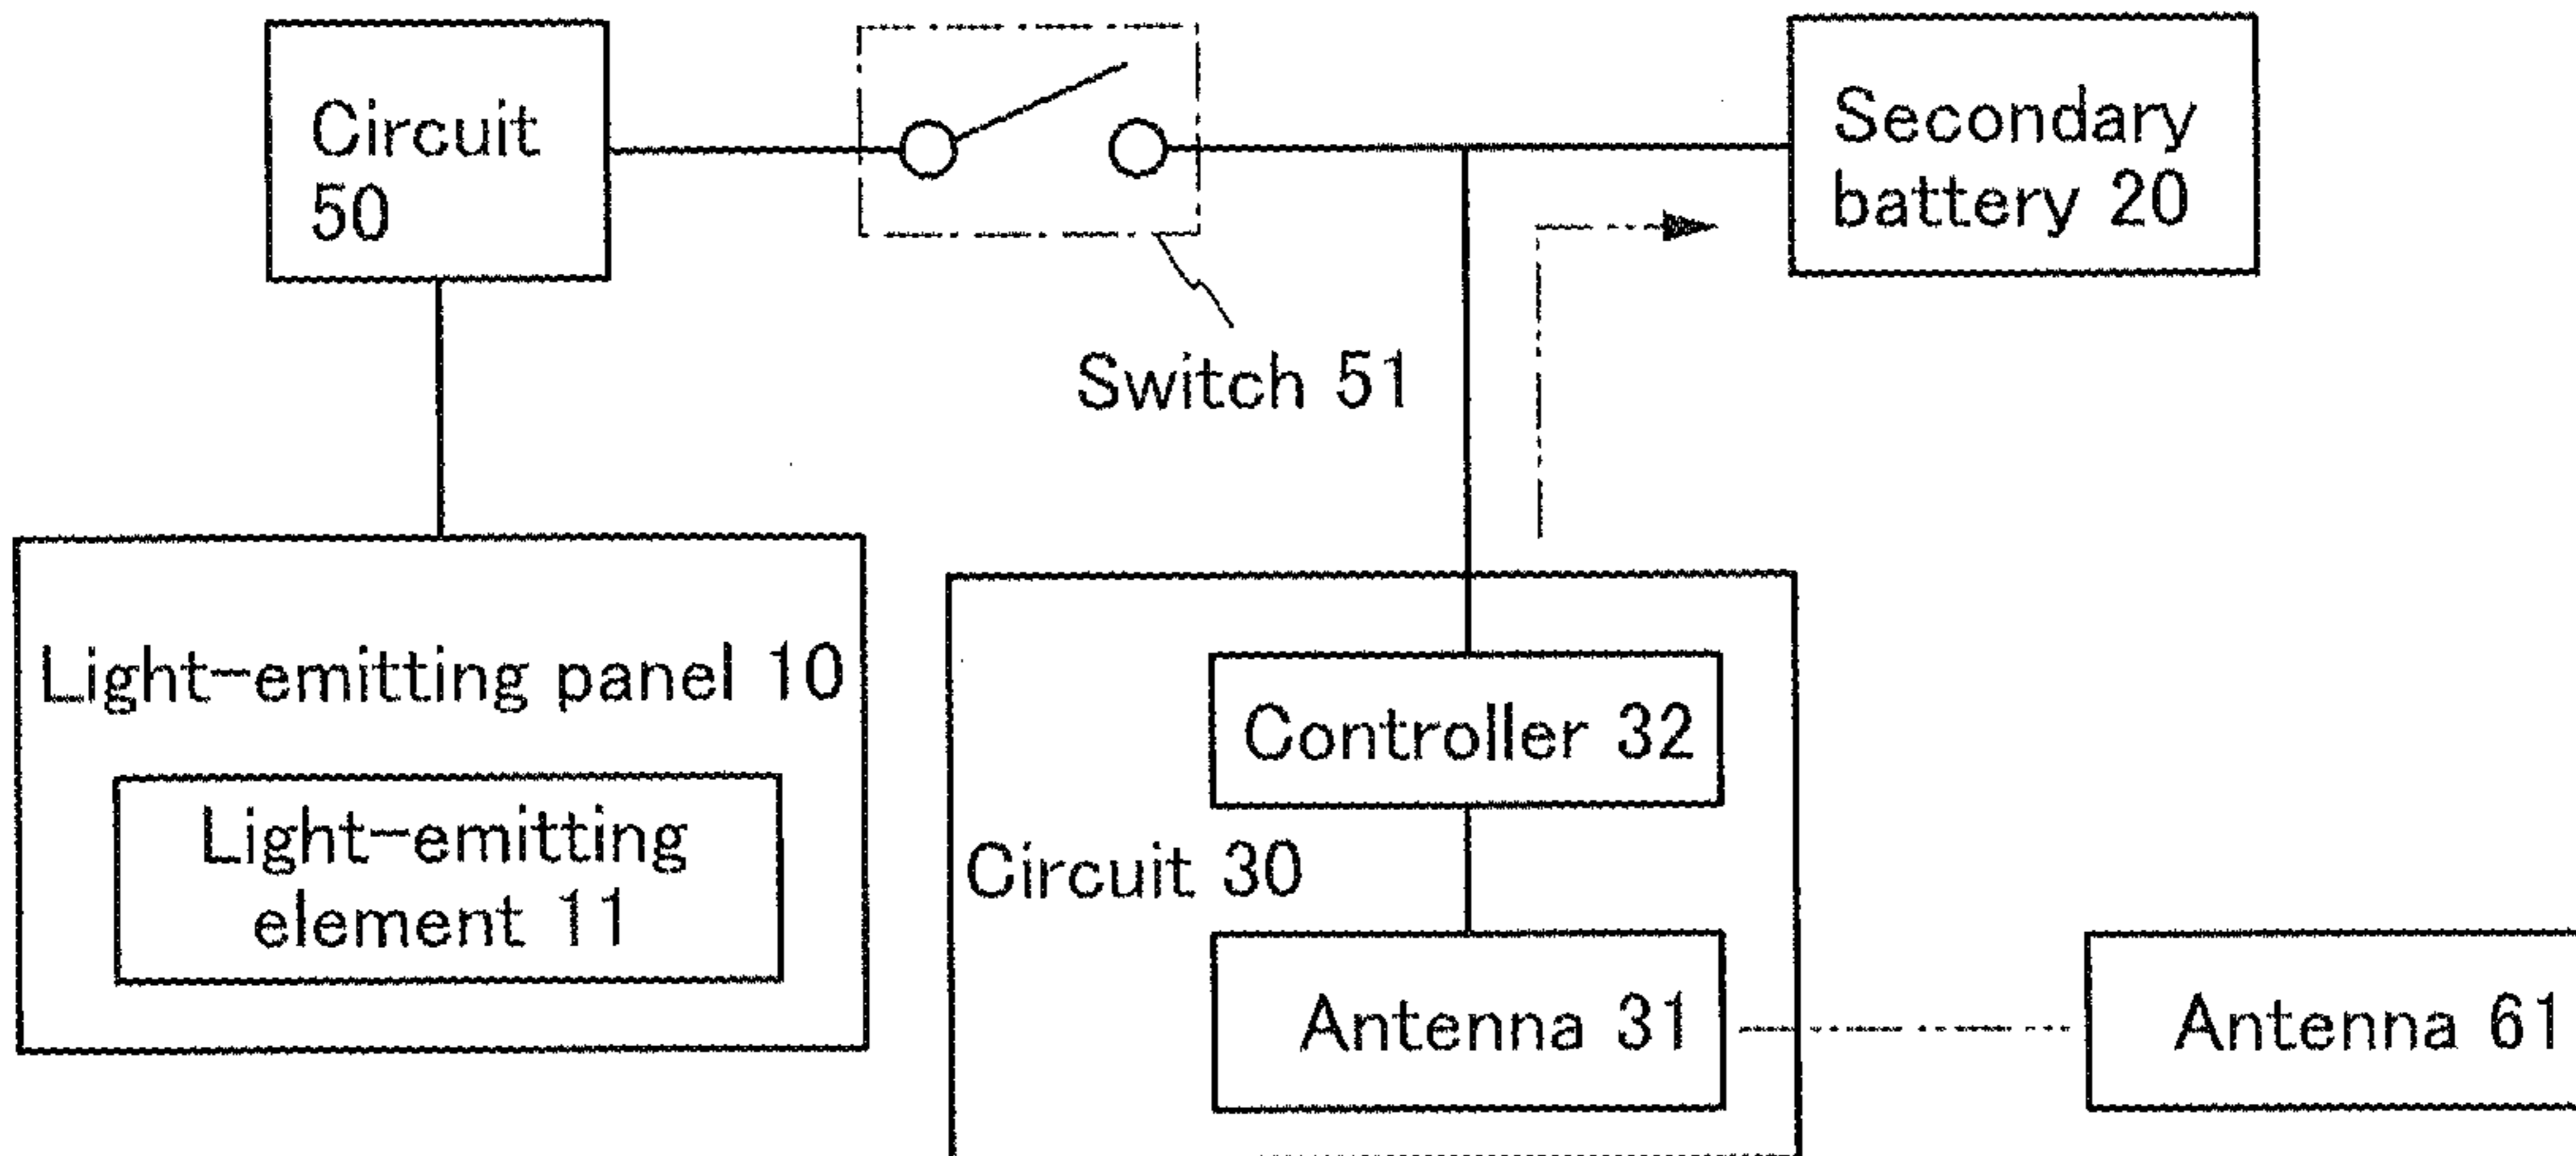 Circuit
50
Secondary
battery 20
Switch 51
Light-emitting panel 10
Light-emitting
element 11
Controller 32
Circuit 30
Antenna 31
Antenna 61